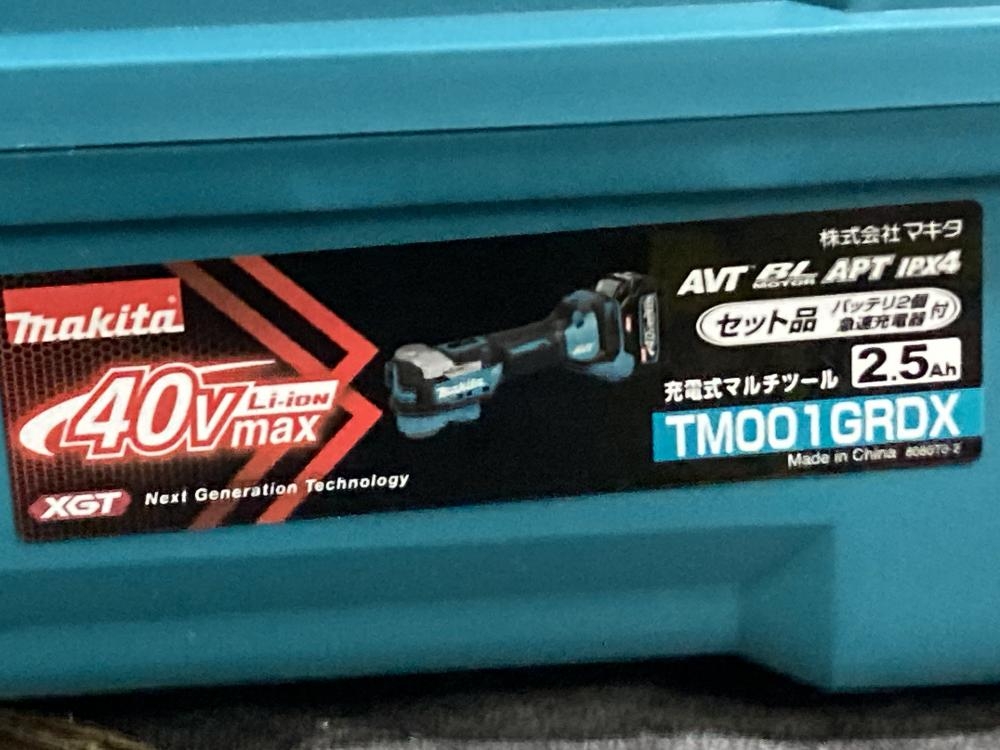 株式会社マキタ
AVT BL MOTOR APT IPX4
makita
セット品 バッテリ2個 急速充電器 付
充電式マルチツール 2.5Ah
40Vmax Li-ion
TM001GRDX
Made in China
XGT Next Generation Technology
makita